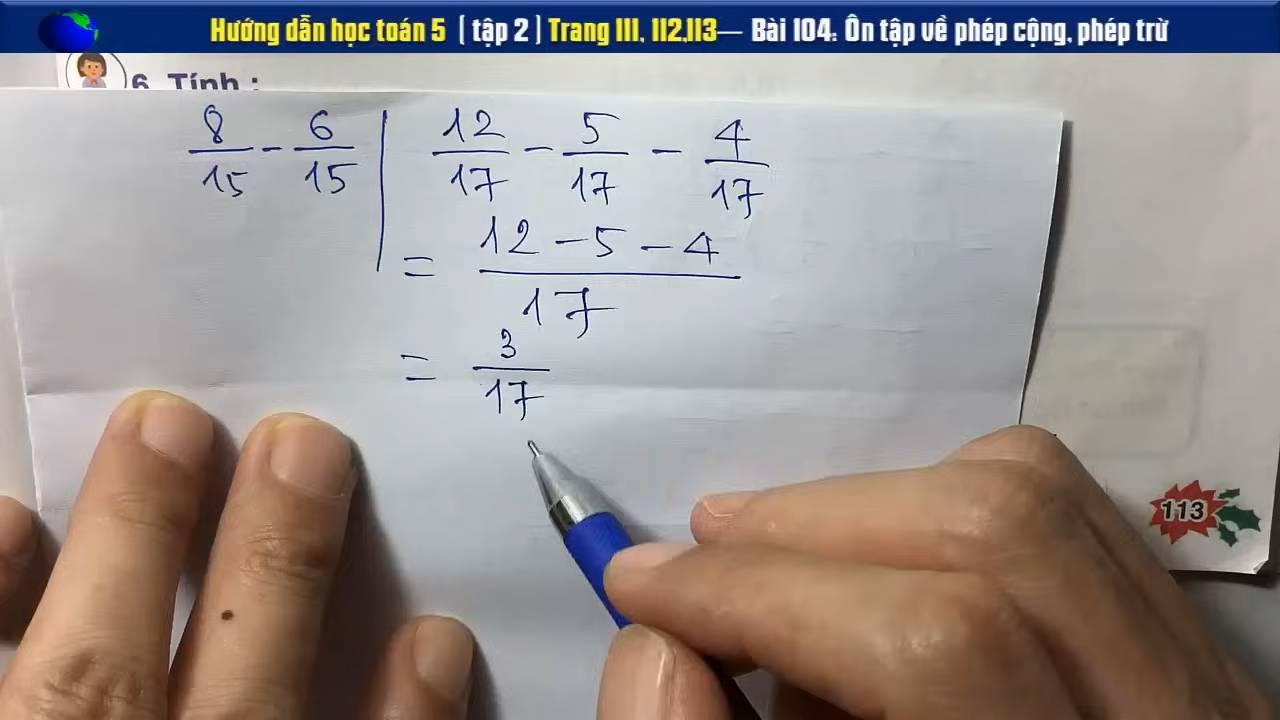 Hướng dẫn học toán 5 ( tập 2 ) Trang 111, 112,113— Bài 104: Ôn tập về phép cộng, phép trừ
6 Tính :
8/15 - 6/15
12/17 - 5/17 - 4/17
= 12 - 5 - 4 / 17
= 3/17
113